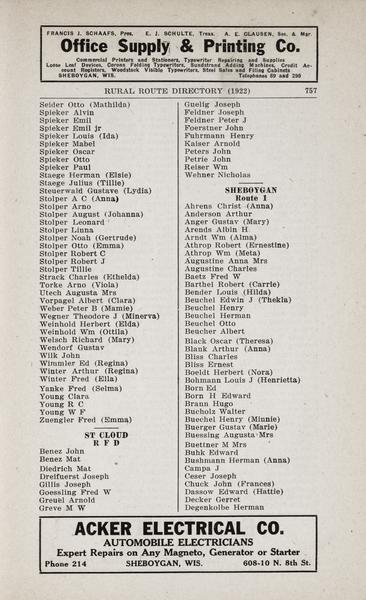 FRANCIS J. SCHAAFS, Pres. E. J. SCHULTE, Treas. A. E. GLAUSEN, Sec. & Mgr.
Office Supply & Printing Co.
Commercial Printers and Stationers, Typewriter Repairing and Supplies
Loose Leaf Devices, Corona Folding Typewriters, Sundstrand Adding Machines, Credit Ac-
count Registers, Woodstock Visible Typewriters, Steel Safes and Filing Cabinets
SHEBOYGAN, WIS. Telephones 89 and 290
RURAL ROUTE DIRECTORY (1922) 757
Seider Otto (Mathilda)
Spieker Alvin
Spieker Emil
Spieker Emil jr
Spieker Louis (Ida)
Spieker Mabel
Spieker Oscar
Spieker Otto
Spieker Paul
Staege Herman (Elsie)
Staege Julius (Tillie)
Steuerwald Gustave (Lydia)
Stolper A C (Anna)
Stolper Arno
Stolper August (Johanna)
Stolper Leonard
Stolper Linna
Stolper Noah (Gertrude)
Stolper Otto (Emma)
Stolper Robert C
Stolper Robert J
Stolper Tillie
Strack Charles (Ethelda)
Torke Arno (Viola)
Utech Augusta Mrs
Vorpagel Albert (Clara)
Weber Peter B (Mamie)
Wegner Theodore J (Minerva)
Weinhold Herbert (Elda)
Weinhold Wm (Ottila)
Welsch Richard (Mary)
Wendorf Gustav
Wilk John
Wimmler Ed (Regina)
Winter Arthur (Regina)
Winter Fred (Ella)
Yanke Fred (Selma)
Young Clara
Young R C
Young W F
Zuengler Fred (Emma)
ST CLOUD
R F D
Benez John
Benez Mat
Diedrich Mat
Dreifuerst Joseph
Gillis Joseph
Goessling Fred W
Greuel Arnold
Greve M W
Guelig Joseph
Feldner Joseph
Feldner Peter J
Foerstner John
Fuhrmann Henry
Kaiser Arnold
Peters John
Petrie John
Reiser Wm
Wehner Nicholas
SHEBOYGAN
Route 1
Ahrens Christ (Anna)
Anderson Arthur
Anger Gustav (Mary)
Arends Albin H
Arndt Wm (Alma)
Athrop Robert (Ernestine)
Athrop Wm (Meta)
Augustine Anna Mrs
Augustine Charles
Baetz Fred W
Barthel Robert (Carrie)
Bender Louis (Hilda)
Beuchel Edwin J (Thekla)
Beuchel Henry
Beuchel Herman
Beuchel Otto
Beucler Albert
Black Oscar (Theresa)
Blank Arthur (Anna)
Bliss Charles
Bliss Ernest
Boeldt Herbert (Nora)
Bohmann Louis J (Henrietta)
Born Ed
Born H Edward
Brann Hugo
Bucholz Walter
Buechel Henry (Minnie)
Buerger Gustav (Marie)
Buessing Augusta Mrs
Buettner M Mrs
Buhk Edward
Bushmann Herman (Anna)
Campa J
Ceser Joseph
Chuck John (Frances)
Dassow Edward (Hattie)
Decker Gerret
Degenkolbe Herman
ACKER ELECTRICAL CO.
AUTOMOBILE ELECTRICIANS
Expert Repairs on Any Magneto, Generator or Starter
Phone 214 SHEBOYGAN, WIS. 608-10 N. 8th St.